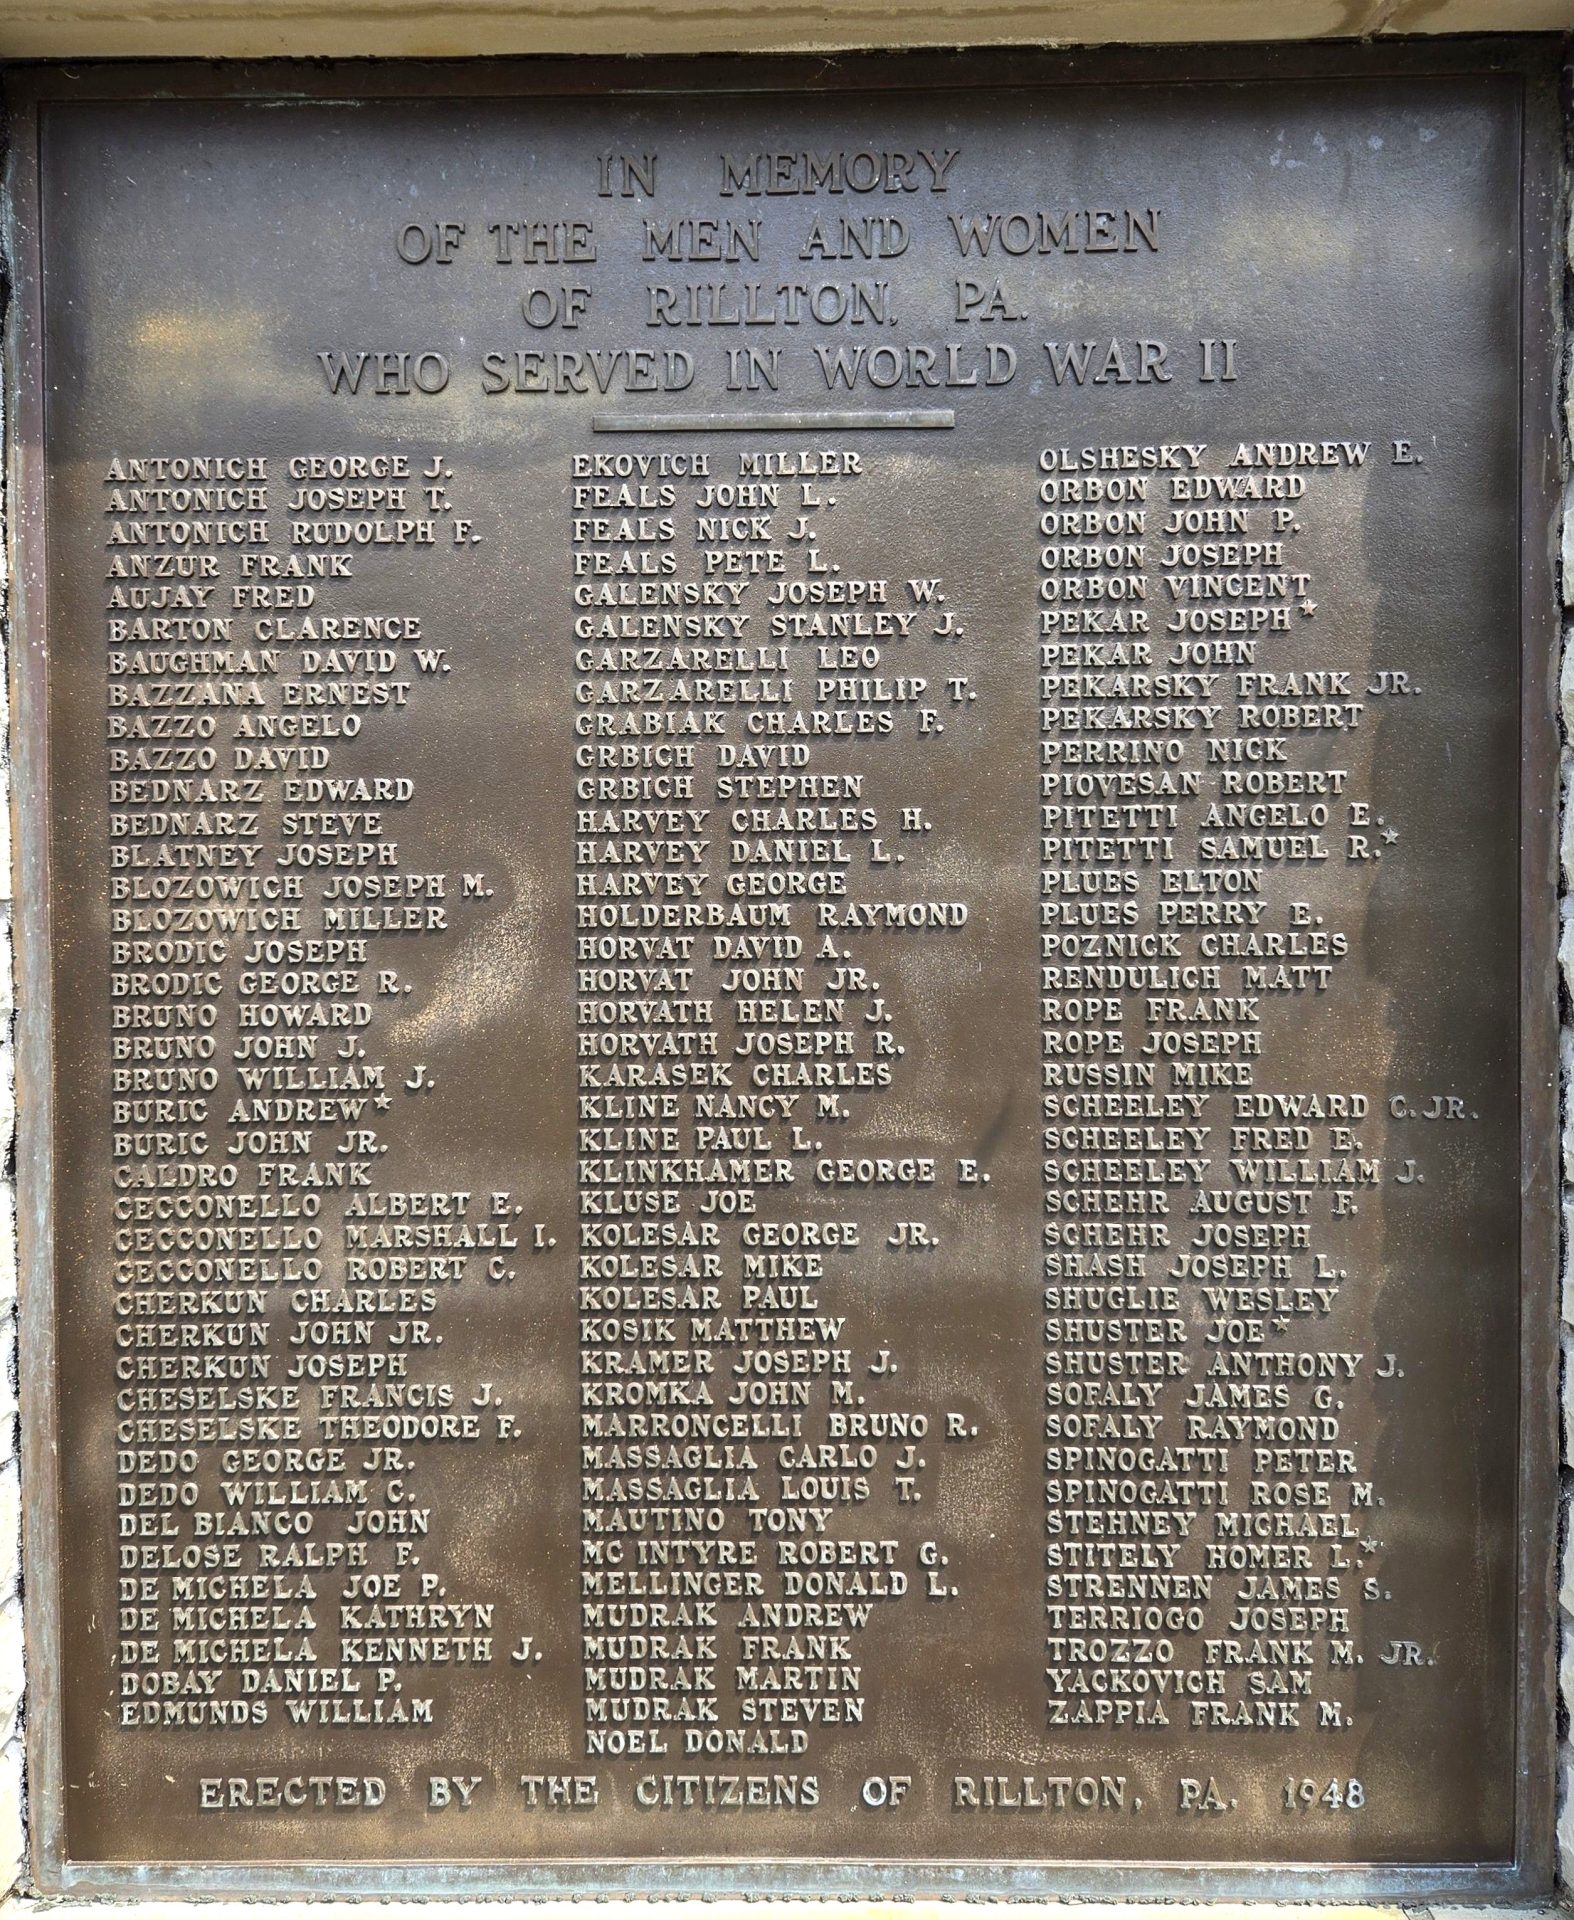 IN MEMORY
OF THE MEN AND WOMEN
OF RILLTON, PA.
WHO SERVED IN WORLD WAR II
ANTONICH GEORGE J.
ANTONICH JOSEPH T.
ANTONICH RUDOLPH F.
ANZUR FRANK
AUJAY FRED
BARTON CLARENCE
BAUGHMAN DAVID W.
BAZZANA ERNEST
BAZZO ANGELO
BAZZO DAVID
BEDNARZ EDWARD
BEDNARZ STEVE
BLATNEY JOSEPH
BLOZOWICH JOSEPH M.
BLOZOWICH MILLER
BRODIC JOSEPH
BRODIC GEORGE R.
BRUNO HOWARD
BRUNO JOHN J.
BRUNO WILLIAM J.
BURIC ANDREW★
BURIC JOHN JR.
CALDRO FRANK
CECCONELLO ALBERT E.
CECCONELLO MARSHALL I.
CECCONELLO ROBERT C.
CHERKUN CHARLES
CHERKUN JOHN JR.
CHERKUN JOSEPH
CHESELSKE FRANCIS J.
CHESELSKE THEODORE F.
DEDO GEORGE JR.
DEDO WILLIAM C.
DEL BIANCO JOHN
DELOSE RALPH F.
DE MICHELA JOE P.
DE MICHELA KATHRYN
DE MICHELA KENNETH J.
DOBAY DANIEL P.
EDMUNDS WILLIAM
EKOVICH MILLER
FEALS JOHN L.
FEALS NICK J.
FEALS PETE L.
GALENSKY JOSEPH W.
GALENSKY STANLEY J.
GARZARELLI LEO
GARZARELLI PHILIP T.
GRABIAK CHARLES F.
GRBICH DAVID
GRBICH STEPHEN
HARVEY CHARLES H.
HARVEY DANIEL L.
HARVEY GEORGE
HOLDERBAUM RAYMOND
HORVAT DAVID A.
HORVAT JOHN JR.
HORVATH HELEN J.
HORVATH JOSEPH R.
KARASEK CHARLES
KLINE NANCY M.
KLINE PAUL L.
KLINKHAMER GEORGE E.
KLUSE JOE
KOLESAR GEORGE JR.
KOLESAR MIKE
KOLESAR PAUL
KOSIK MATTHEW
KRAMER JOSEPH J.
KROMKA JOHN M.
MARRONCELLI BRUNO R.
MASSAGLIA CARLO J.
MASSAGLIA LOUIS T.
MAUTINO TONY
MC INTYRE ROBERT G.
MELLINGER DONALD L.
MUDRAK ANDREW
MUDRAK FRANK
MUDRAK MARTIN
MUDRAK STEVEN
NOEL DONALD
OLSHESKY ANDREW E.
ORBON EDWARD
ORBON JOHN P.
ORBON JOSEPH
ORBON VINCENT
PEKAR JOSEPH★
PEKAR JOHN
PEKARSKY FRANK JR.
PEKARSKY ROBERT
PERRINO NICK
PIOVESAN ROBERT
PITETTI ANGELO E.
PITETTI SAMUEL R.★
PLUES ELTON
PLUES PERRY E.
POZNICK CHARLES
RENDULICH MATT
ROPE FRANK
ROPE JOSEPH
RUSSIN MIKE
SCHEELEY EDWARD C. JR.
SCHEELEY FRED E.
SCHEELEY WILLIAM J.
SCHEHR AUGUST F.
SCHEHR JOSEPH
SHASH JOSEPH L.
SHUGLIE WESLEY
SHUSTER JOE★
SHUSTER ANTHONY J.
SOFALY JAMES G.
SOFALY RAYMOND
SPINOGATTI PETER
SPINOGATTI ROSE M.
STEHNEY MICHAEL
STITELY HOMER L.★
STRENNEN JAMES S.
TERRIOGO JOSEPH
TROZZO FRANK M. JR.
YACKOVICH SAM
ZAPPIA FRANK M.
ERECTED BY THE CITIZENS OF RILLTON, PA. 1948